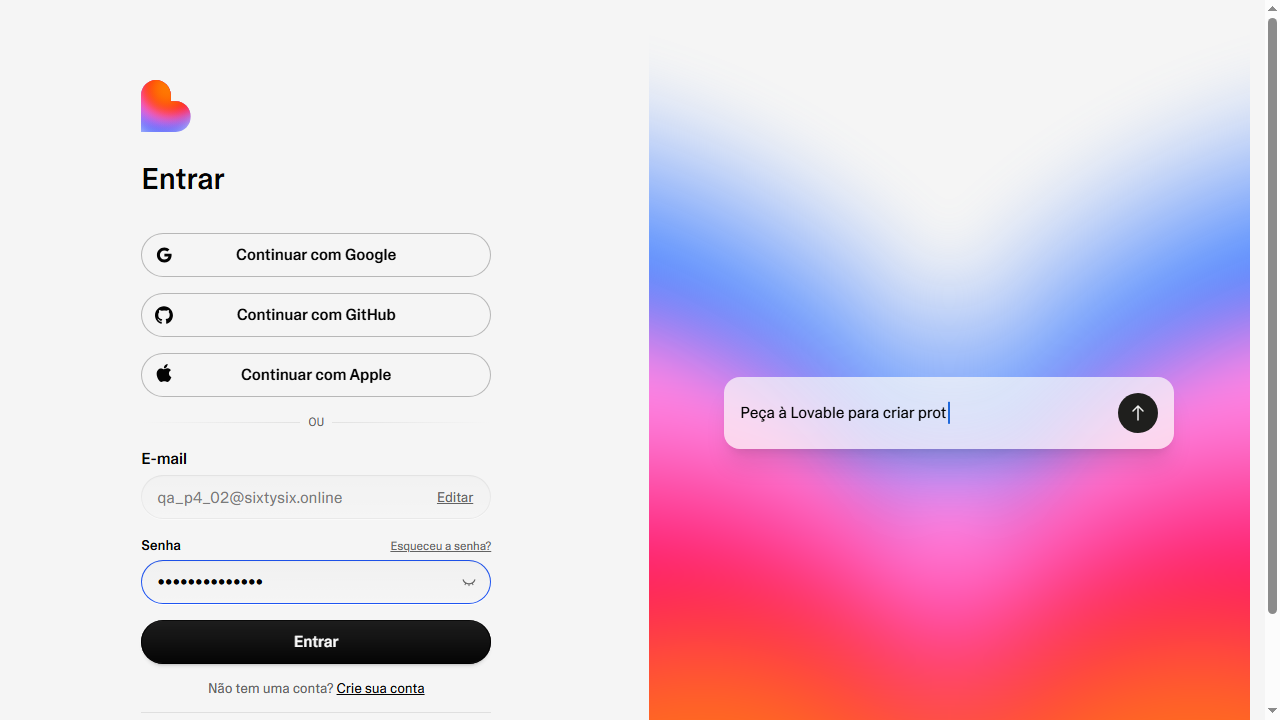 Entrar
Continuar com Google
Continuar com GitHub
Continuar com Apple
OU
E-mail
qa_p4_02@sixtysix.online
Editar
Senha
Esqueceu a senha?
••••••••••••••
Entrar
Não tem uma conta? Crie sua conta
Peça à Lovable para criar prot